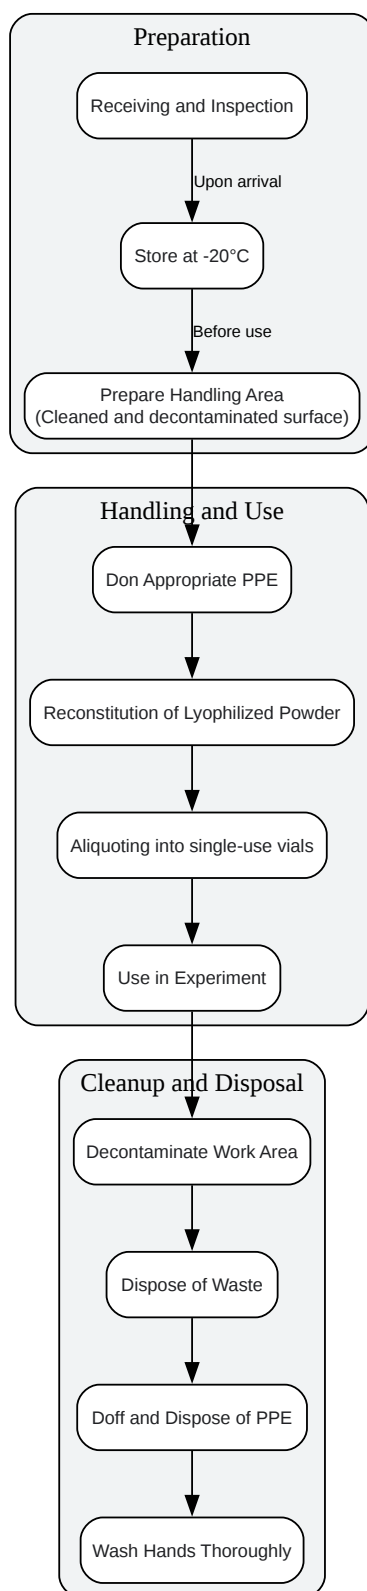 Preparation
Receiving and Inspection
Upon arrival
Store at -20°C
Before use
Prepare Handling Area
(Cleaned and decontaminated surface)
Handling and Use
Don Appropriate PPE
Reconstitution of Lyophilized Powder
Aliquoting into single-use vials
Use in Experiment
Cleanup and Disposal
Decontaminate Work Area
Dispose of Waste
Doff and Dispose of PPE
Wash Hands Thoroughly